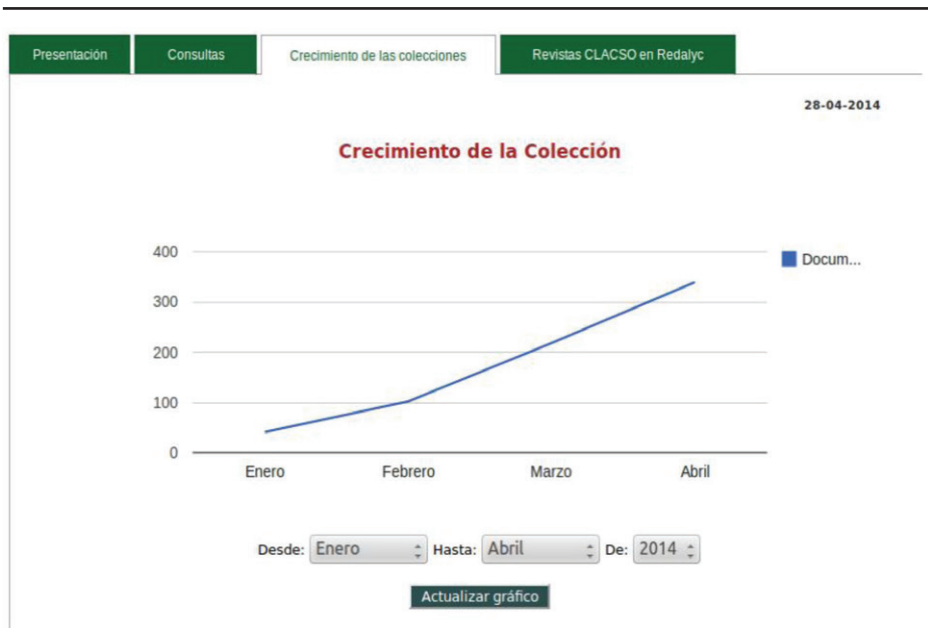 Presentación Consultas Crecimiento de las colecciones Revistas CLACSO en Redalyc
28-04-2014
Crecimiento de la Colección
400
Docum...
300
200
100
0
Enero Febrero Marzo Abril
Desde: Enero Hasta: Abril De: 2014
Actualizar gráfico